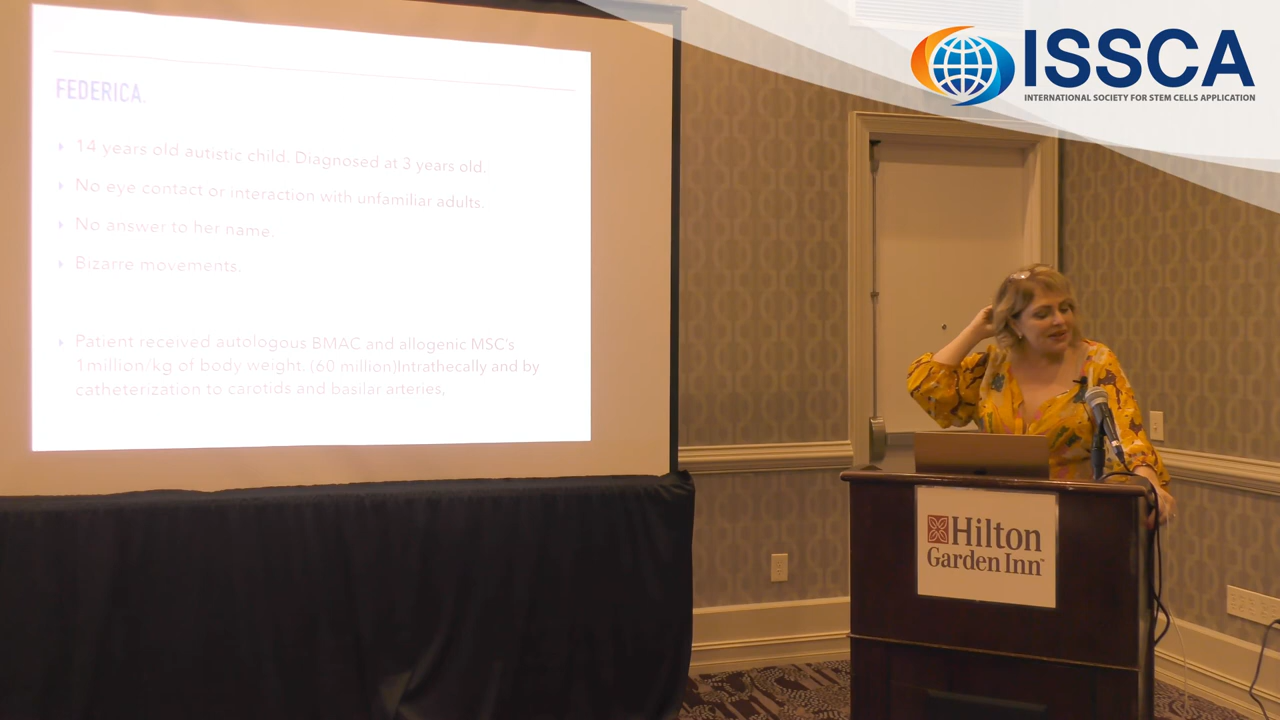 FEDERICA.
14 years old autistic child. Diagnosed at 3 years old.
No eye contact or interaction with unfamiliar adults.
No answer to her name.
Bizarre movements.
Patient received autologous BMAC and allogenic MSC's
1million/kg of body weight. (60 million)Intrathecally and by
catheterization to carotids and basilar arteries,
ISSCA
INTERNATIONAL SOCIETY FOR STEM CELLS APPLICATION
Hilton
Garden Inn™